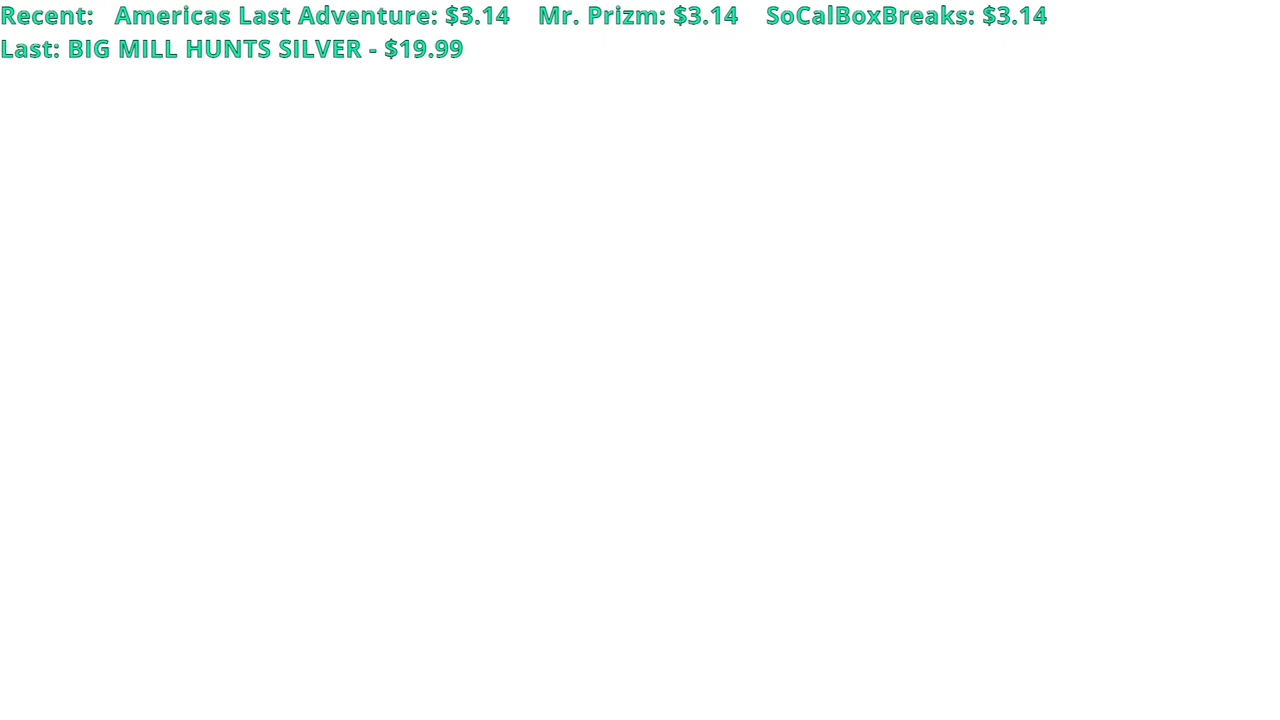 Recent: Americas Last Adventure: $3.14 Mr. Prizm: $3.14 SoCalBoxBreaks: $3.14
Last: BIG MILL HUNTS SILVER - $19.99